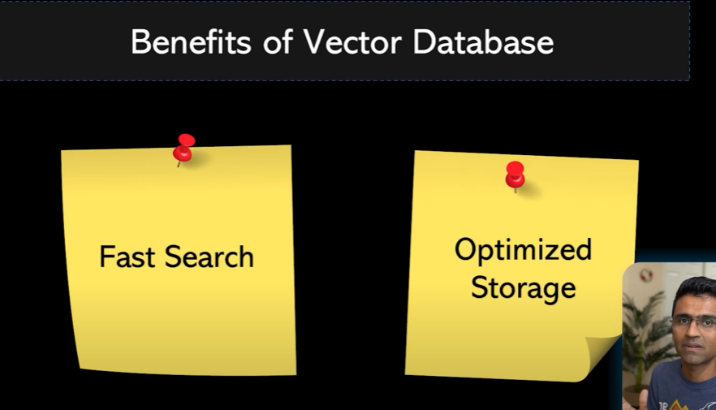 Benefits of Vector Database
Fast Search
Optimized
Storage